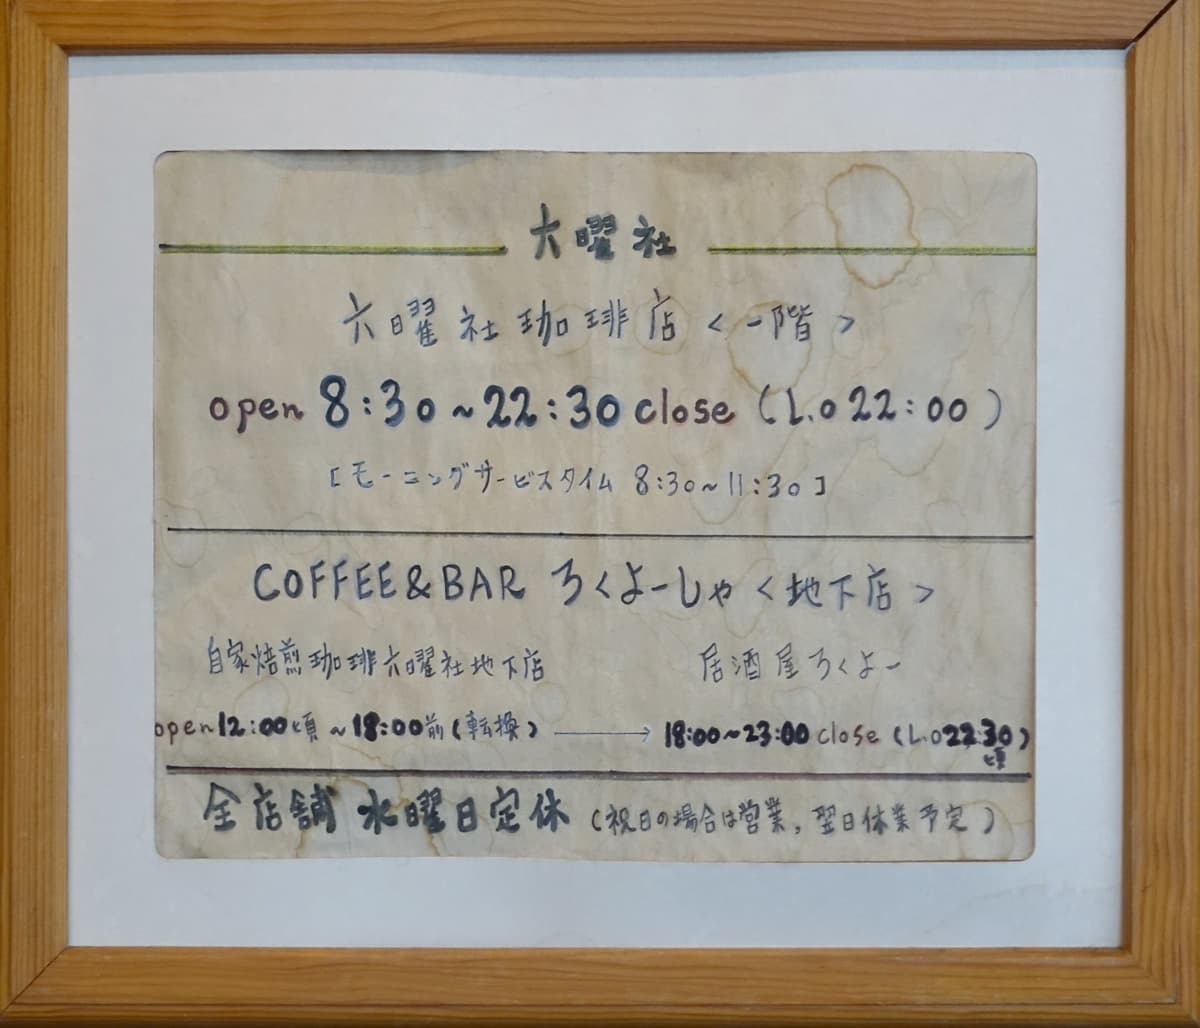 六曜社
六曜社珈琲店<一階>
open 8:30~22:30 close (L.o 22:00)
[モーニングサービスタイム 8:30~11:30]
COFFEE&BAR ろくよーしゃ<地下店>
自家焙煎珈琲六曜社地下店
居酒屋ろくよー
open 12:00頃~18:00前(転換)→18:00~23:00 close (L.o 22:30頃)
全店舗 水曜日定休(祝日の場合は営業,翌日休業予定)